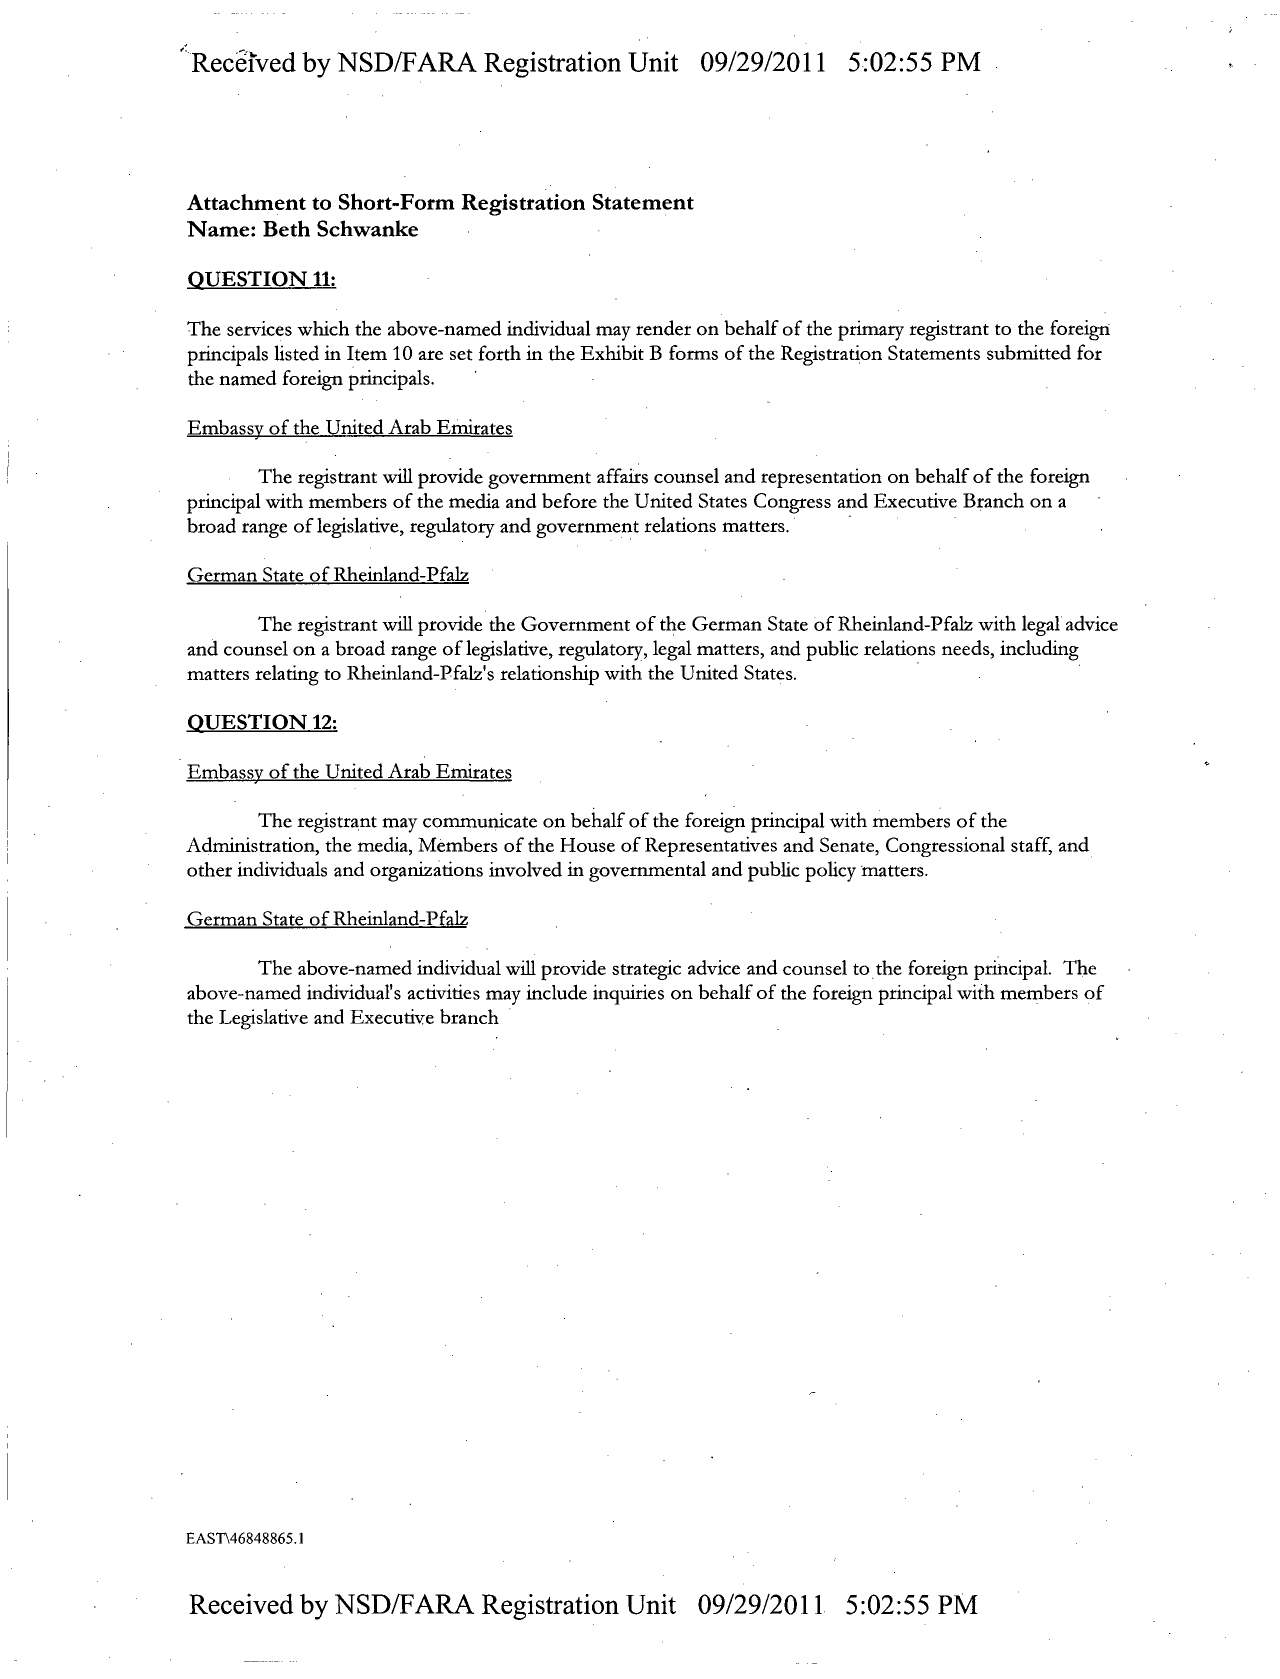 Received by NSD/FARA Registration Unit 09/29/2011 5:02:55 PM
Attachment to Short-Form Registration Statement
Name: Beth Schwanke
QUESTION 11:
The services which the above-named individual may render on behalf of the primary registrant to the foreign
principals listed in Item 10 are set forth in the Exhibit B forms of the Registration Statements submitted for
the named foreign principals.
Embassy of the United Arab Emirates
The registrant will provide government affairs counsel and representation on behalf of the foreign
principal with members of the media and before the United States Congress and Executive Branch on a
broad range of legislative, regulatory and government relations matters.
German State of Rheinland-Pfalz
The registrant will provide the Government of the German State of Rheinland-Pfalz with legal advice
and counsel on a broad range of legislative, regulatory, legal matters, and public relations needs, including
matters relating to Rheinland-Pfalz's relationship with the United States.
QUESTION 12:
Embassy of the United Arab Emirates
The registrant may communicate on behalf of the foreign principal with members of the
Administration, the media, Members of the House of Representatives and Senate, Congressional staff, and
other individuals and organizations involved in governmental and public policy matters.
German State of Rheinland-Pfalz
The above-named individual will provide strategic advice and counsel to the foreign principal. The
above-named individual's activities may include inquiries on behalf of the foreign principal with members of
the Legislative and Executive branch
EAST\46848865.1
Received by NSD/FARA Registration Unit 09/29/2011 5:02:55 PM